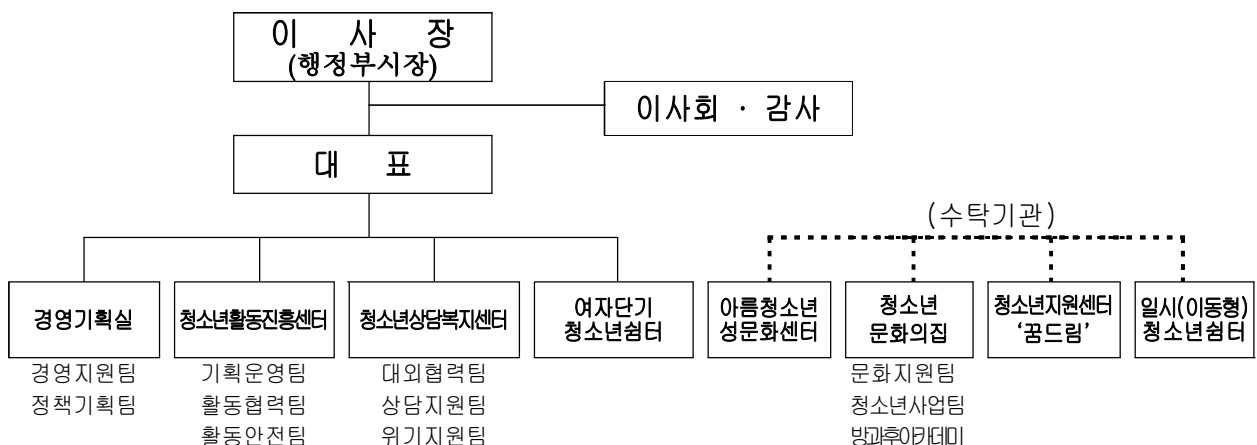 이 사 장
(행정부시장)
이사회 · 감사
대 표
(수탁기관)
경영기획실
청소년활동진흥센터
청소년상담복지센터
여자단기
청소년쉼터
아름청소년
성문화센터
청소년
문화의집
청소년지원센터
‘꿈드림’
일시(이동형)
청소년쉼터
경영지원팀
정책기획팀
기획운영팀
활동협력팀
활동안전팀
대외협력팀
상담지원팀
위기지원팀
문화지원팀
청소년사업팀
방과후아카데미